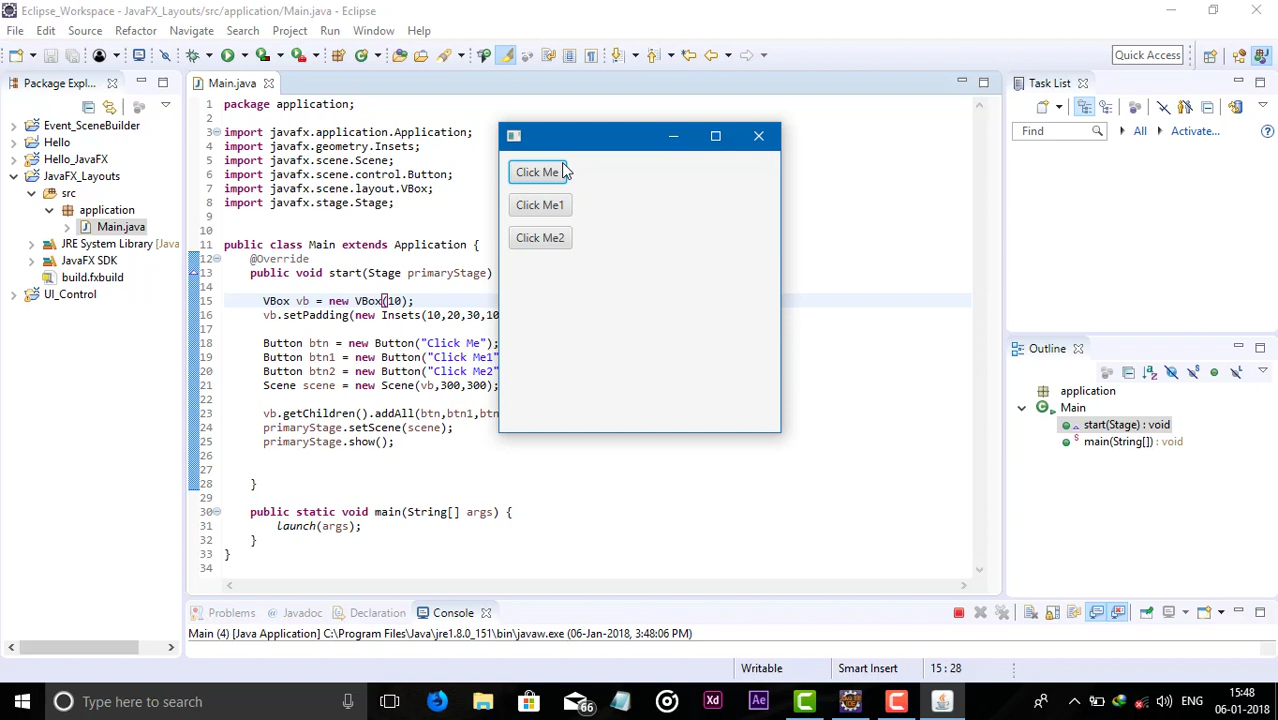 Eclipse_Workspace - JavaFX_Layouts/src/application/Main.java - Eclipse
File Edit Source Refactor Navigate Search Project Run Window Help
Quick Access
Package Expl...
Event_SceneBuilder
Hello
Hello_JavaFX
JavaFX_Layouts
src
application
Main.java
JRE System Library [Java
JavaFX SDK
build.fxbuild
UI_Control
Main.java
1 package application;
2
3 import javafx.application.Application;
4 import javafx.geometry.Insets;
5 import javafx.scene.Scene;
6 import javafx.scene.control.Button;
7 import javafx.scene.layout.VBox;
8 import javafx.stage.Stage;
9
10
11 public class Main extends Application {
12 @Override
13 public void start(Stage primaryStage)
14
15 VBox vb = new VBox(10);
16 vb.setPadding(new Insets(10,20,30,10
17
18 Button btn = new Button("Click Me");
19 Button btn1 = new Button("Click Me1"
20 Button btn2 = new Button("Click Me2"
21 Scene scene = new Scene(vb,300,300);
22
23 vb.getChildren().addAll(btn,btn1,btn
24 primaryStage.setScene(scene);
25 primaryStage.show();
26
27
28 }
29
30 public static void main(String[] args) {
31 launch(args);
32 }
33 }
34
Click Me
Click Me1
Click Me2
Task List
Find All Activate...
Outline
application
Main
start(Stage) : void
main(String[]) : void
Problems Javadoc Declaration Console
Main (4) [Java Application] C:\Program Files\Java\jre1.8.0_151\bin\javaw.exe (06-Jan-2018, 3:48:06 PM)
Writable Smart Insert 15 : 28
Type here to search
66
Xd
Ae
ENG
15:48
06-01-2018